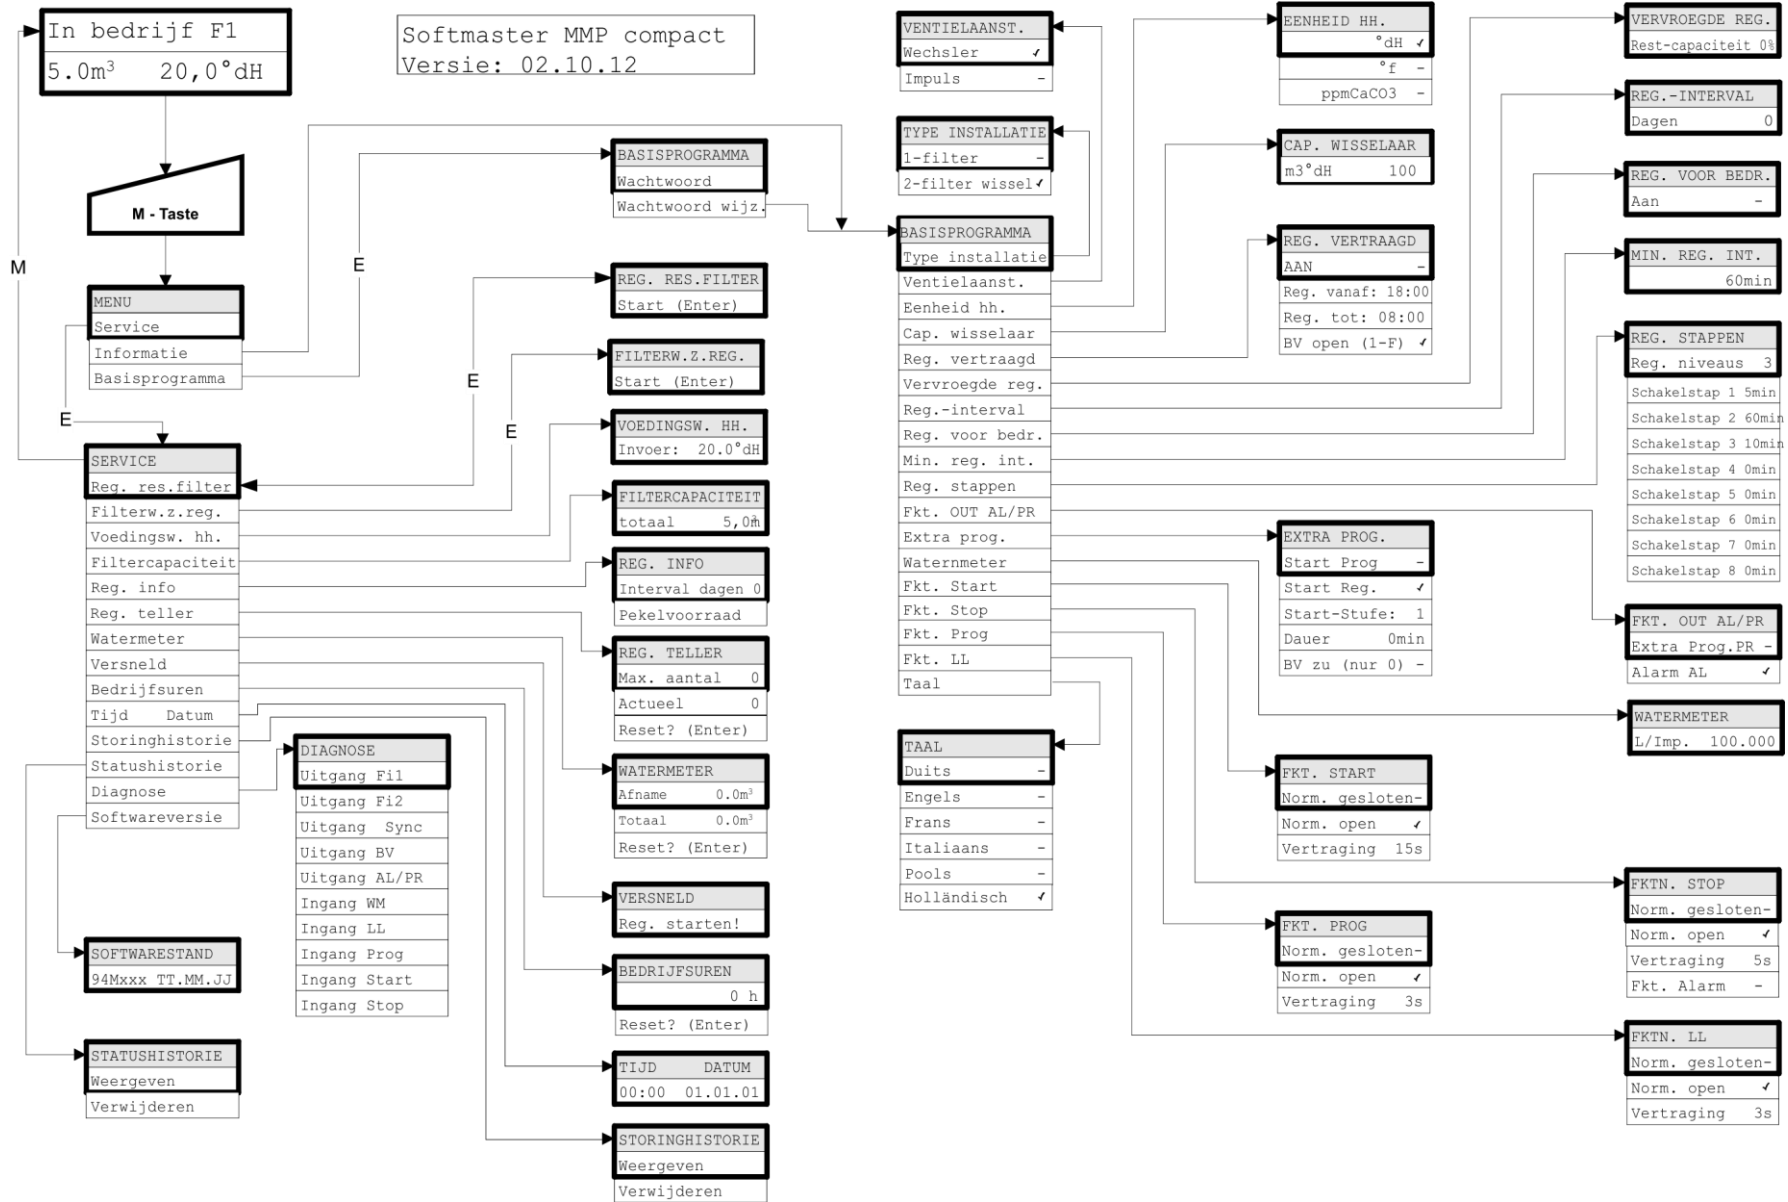 In bedrijf F1
5.0m³ 20,0°dH
Softmaster MMP compact
Versie: 02.10.12
M - Taste
M
E
E
E
E
MENU
Service
Informatie
Basisprogramma
SERVICE
Reg. res.filter
Filterw.z.reg.
Voedingsw. hh.
Filtercapaciteit
Reg. info
Reg. teller
Watermeter
Versneld
Bedrijfsuren
Tijd Datum
Storinghistorie
Statushistorie
Diagnose
Softwareversie
SOFTWARESTAND
94Mxxx TT.MM.JJ
STATUSHISTORIE
Weergeven
Verwijderen
DIAGNOSE
Uitgang Fi1
Uitgang Fi2
Uitgang Sync
Uitgang BV
Uitgang AL/PR
Ingang WM
Ingang LL
Ingang Prog
Ingang Start
Ingang Stop
BASISPROGRAMMA
Wachtwoord
Wachtwoord wijz.
REG. RES.FILTER
Start (Enter)
FILTERW.Z.REG.
Start (Enter)
VOEDINGSW. HH.
Invoer: 20.0°dH
FILTERCAPACITEIT
totaal 5,0m³
REG. INFO
Interval dagen 0
Pekelvoorraad
REG. TELLER
Max. aantal 0
Actueel 0
Reset? (Enter)
WATERMETER
Afname 0.0m³
Totaal 0.0m³
Reset? (Enter)
VERSNELD
Reg. starten!
BEDRIJFSUREN
0 h
Reset? (Enter)
TIJD DATUM
00:00 01.01.01
STORINGHISTORIE
Weergeven
Verwijderen
VENTIELAANST.
Wechsler ✓
Impuls -
TYPE INSTALLATIE
1-filter -
2-filter wissel ✓
BASISPROGRAMMA
Type installatie
Ventielaanst.
Eenheid hh.
Cap. wisselaar
Reg. vertraagd
Vervroegde reg.
Reg.-interval
Reg. voor bedr.
Min. reg. int.
Reg. stappen
Fkt. OUT AL/PR
Extra prog.
Waternmeter
Fkt. Start
Fkt. Stop
Fkt. Prog
Fkt. LL
Taal
TAAL
Duits -
Engels -
Frans -
Italiaans -
Pools -
Holländisch ✓
EENHEID HH.
°dH ✓
°f -
ppmCaCO3 -
CAP. WISSELAAR
m3°dH 100
REG. VERTRAAGD
AAN -
Reg. vanaf: 18:00
Reg. tot: 08:00
BV open (1-F) ✓
EXTRA PROG.
Start Prog -
Start Reg. ✓
Start-Stufe: 1
Dauer 0min
BV zu (nur 0) -
FKT. START
Norm. gesloten-
Norm. open ✓
Vertraging 15s
FKT. PROG
Norm. gesloten-
Norm. open ✓
Vertraging 3s
VERVROEGDE REG.
Rest-capaciteit 0%
REG.-INTERVAL
Dagen 0
REG. VOOR BEDR.
Aan -
MIN. REG. INT.
60min
REG. STAPPEN
Reg. niveaus 3
Schakelstap 1 5min
Schakelstap 2 60min
Schakelstap 3 10min
Schakelstap 4 0min
Schakelstap 5 0min
Schakelstap 6 0min
Schakelstap 7 0min
Schakelstap 8 0min
FKT. OUT AL/PR
Extra Prog.PR -
Alarm AL ✓
WATERMETER
L/Imp. 100.000
FKTN. STOP
Norm. gesloten-
Norm. open ✓
Vertraging 5s
Fkt. Alarm -
FKTN. LL
Norm. gesloten-
Norm. open ✓
Vertraging 3s